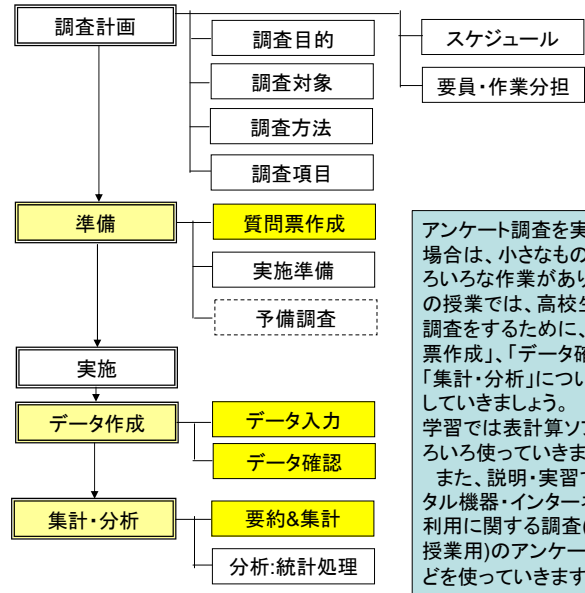 調査計画
調査目的
調査対象
調査方法
調査項目
スケジュール
要員・作業分担
準備
質問票作成
実施準備
予備調査
実施
データ作成
データ入力
データ確認
集計・分析
要約&集計
分析:統計処理
アンケート調査を実
場合は、小さなもの
ろいろな作業があり
の授業では、高校生
調査をするために、
票作成」、「データ確
「集計・分析」につい
していきましょう。
学習では表計算ソフ
ろいろ使っていきま
また、説明・実習で
タル機器・インターネ
利用に関する調査(
授業用)のアンケー
どを使っていきます